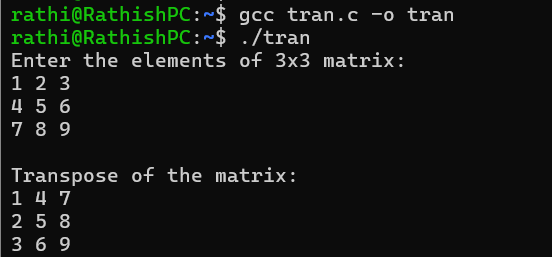 rathi@RathishPC:~$ gcc tran.c -o tran
rathi@RathishPC:~$ ./tran
Enter the elements of 3x3 matrix:
1 2 3
4 5 6
7 8 9
Transpose of the matrix:
1 4 7
2 5 8
3 6 9